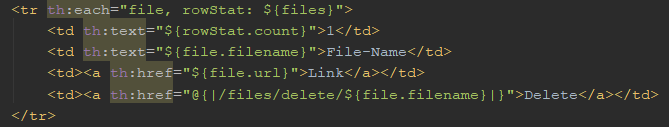 <tr th:each="file, rowStat: ${files}">
<td th:text="${rowStat.count}">1</td>
<td th:text="${file.filename}">File-Name</td>
<td><a th:href="${file.url}">Link</a></td>
<td><a th:href="@{|/files/delete/${file.filename}|}">Delete</a></td>
</tr>